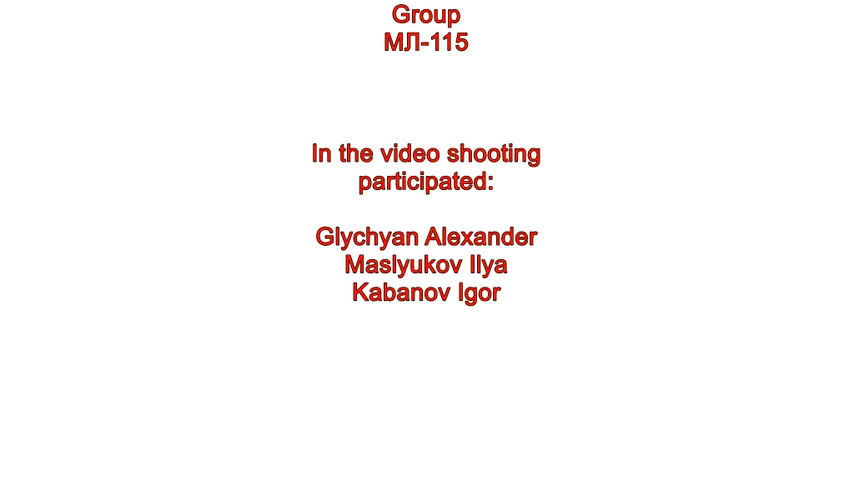 Group
МЛ-115
In the video shooting
participated:
Glychyan Alexander
Maslyukov Ilya
Kabanov Igor